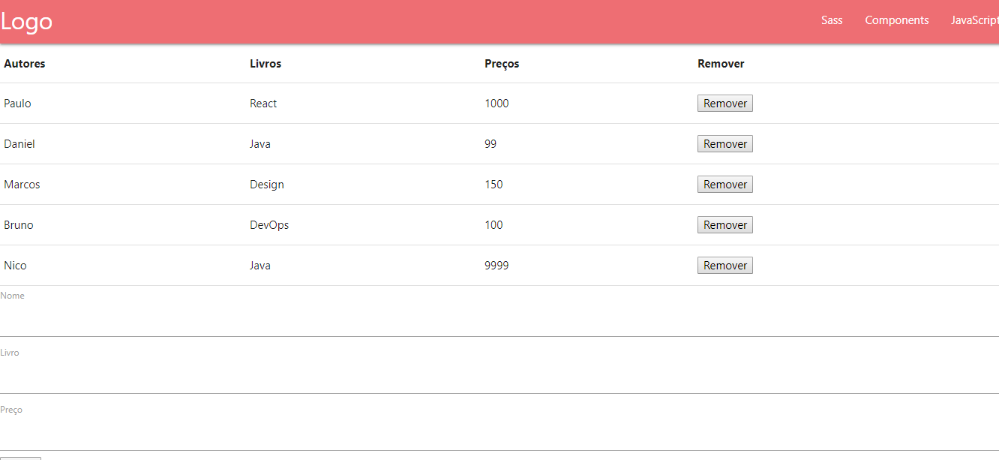 Logo Sass Components JavaScript
Autores Livros Preços Remover
Paulo React 1000 Remover
Daniel Java 99 Remover
Marcos Design 150 Remover
Bruno DevOps 100 Remover
Nico Java 9999 Remover
Nome
Livro
Preço